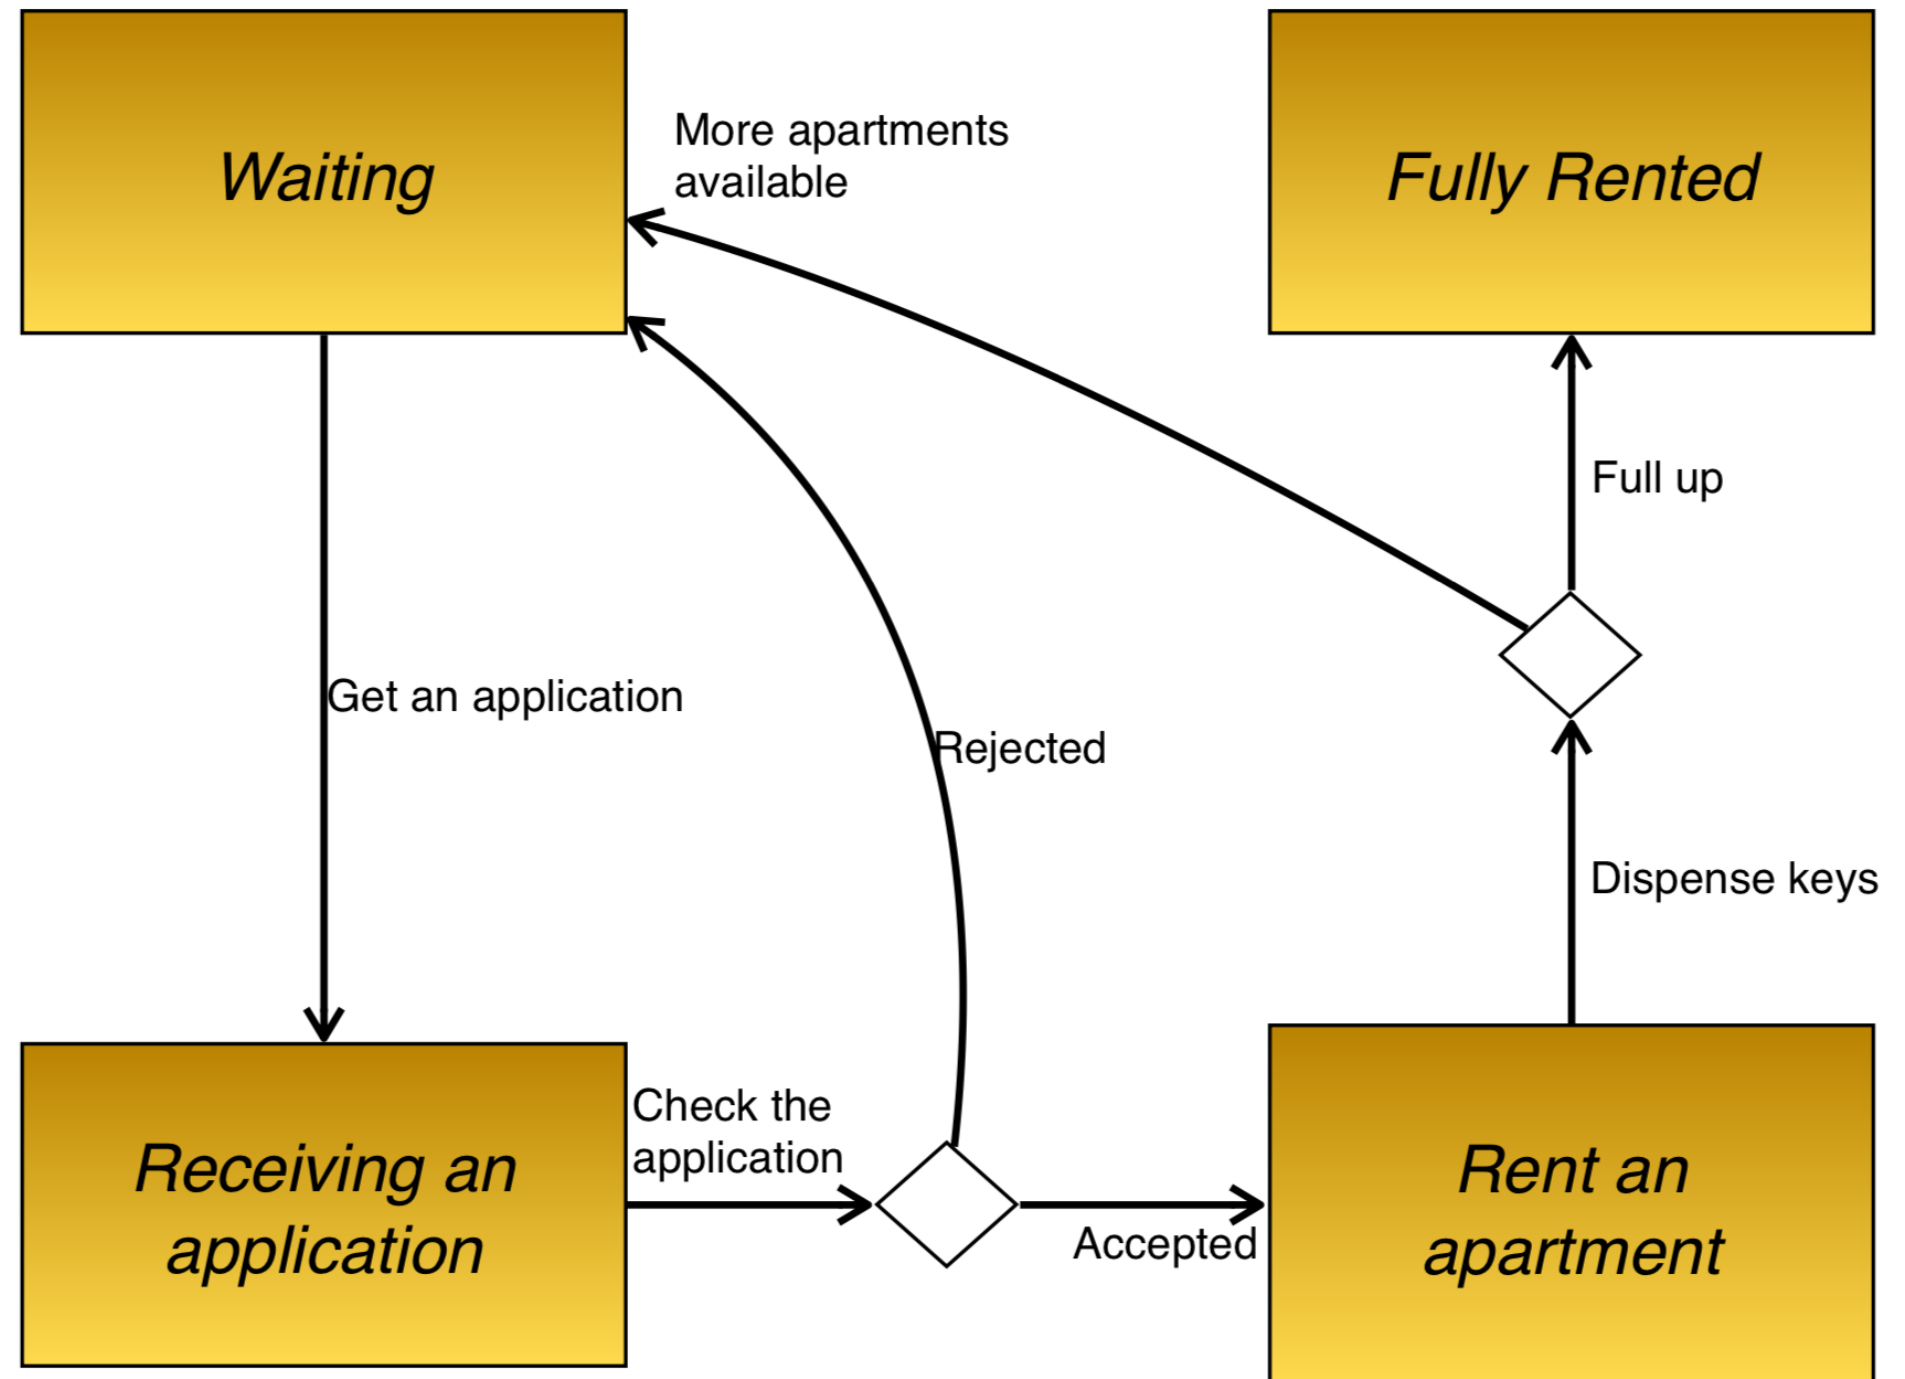 Waiting
More apartments
available
Fully Rented
Full up
Get an application
Rejected
Dispense keys
Check the
application
Receiving an
application
Accepted
Rent an
apartment